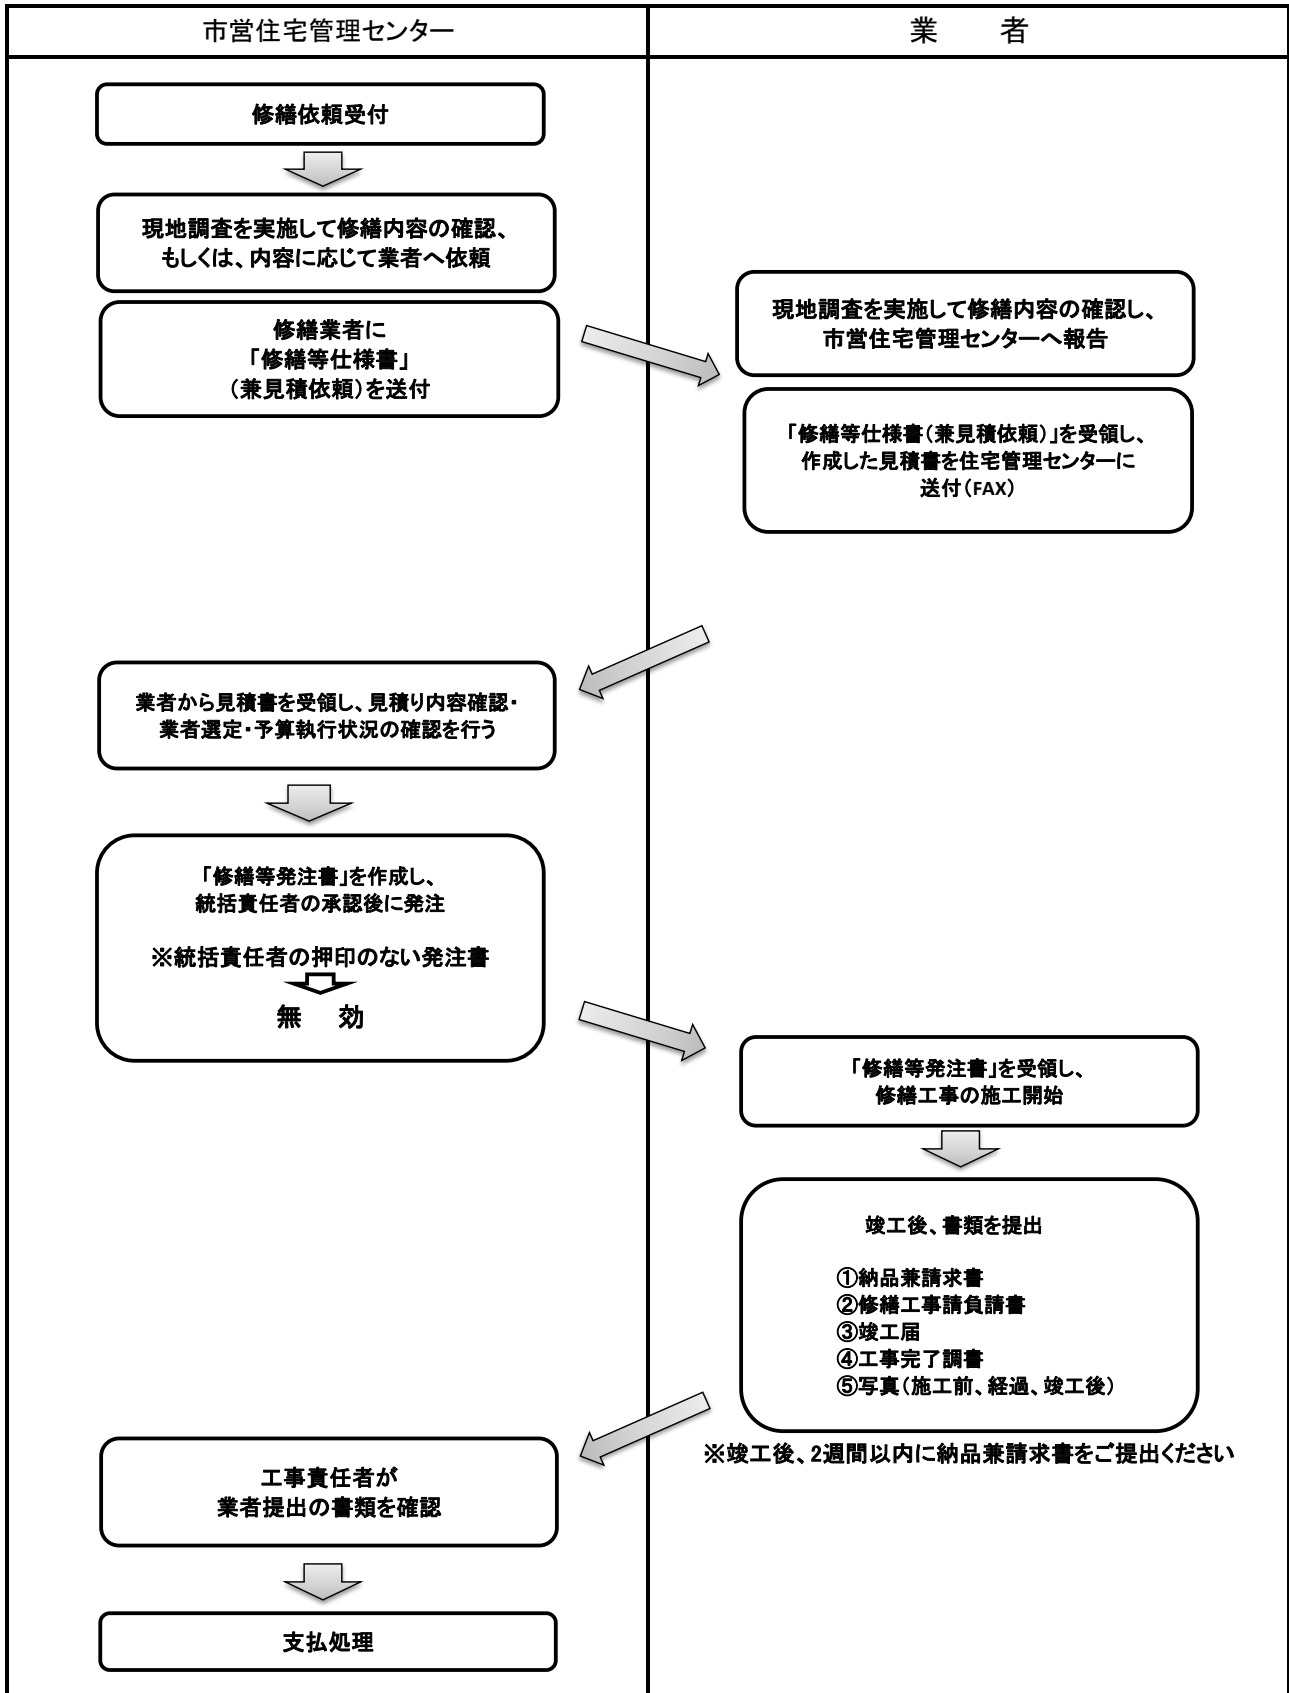 市営住宅管理センター
業　者
修繕依頼受付
現地調査を実施して修繕内容の確認、
もしくは、内容に応じて業者へ依頼
修繕業者に
「修繕等仕様書」
（兼見積依頼）を送付
現地調査を実施して修繕内容の確認し、
市営住宅管理センターへ報告
「修繕等仕様書（兼見積依頼）」を受領し、
作成した見積書を住宅管理センターに
送付（FAX）
業者から見積書を受領し、見積り内容確認・
業者選定・予算執行状況の確認を行う
「修繕等発注書」を作成し、
統括責任者の承認後に発注
※統括責任者の押印のない発注書
無　効
「修繕等発注書」を受領し、
修繕工事の施工開始
竣工後、書類を提出
①納品兼請求書
②修繕工事請負請書
③竣工届
④工事完了調書
⑤写真（施工前、経過、竣工後）
※竣工後、2週間以内に納品兼請求書をご提出ください
工事責任者が
業者提出の書類を確認
支払処理